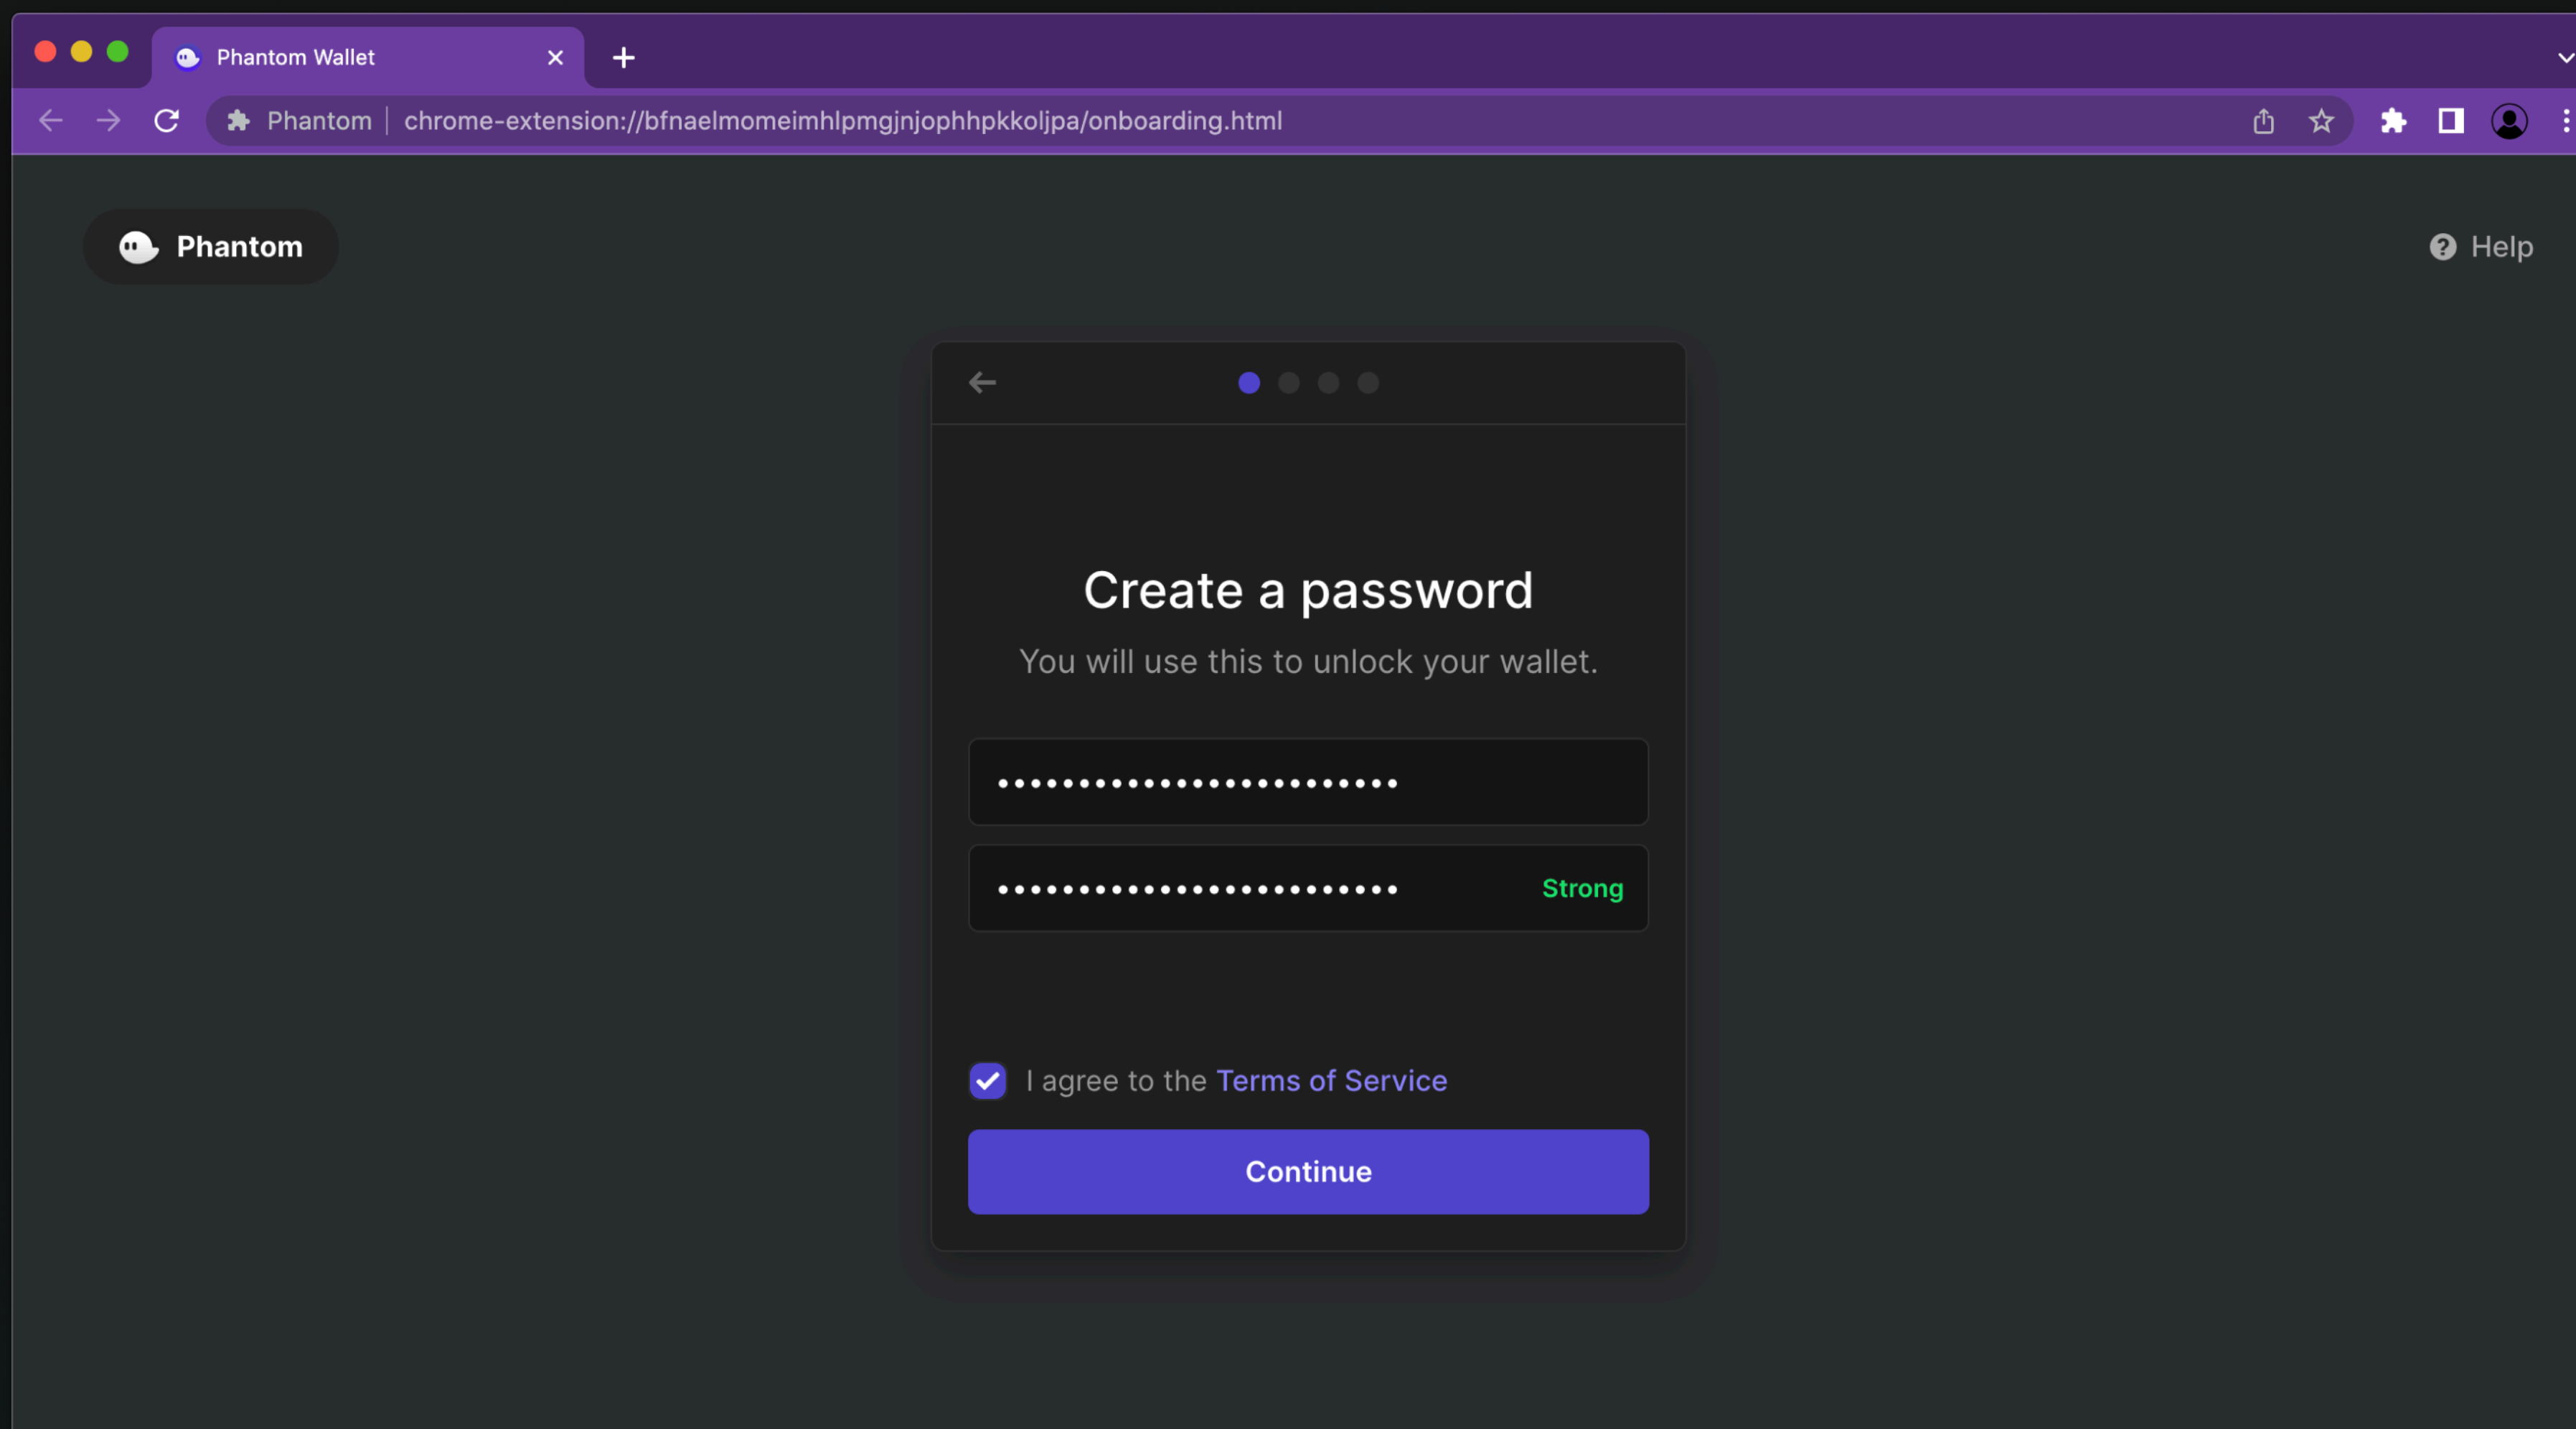 Phantom Wallet
Phantom | chrome-extension://bfnaelmomeimhlpmgjnjophhpkkoljpa/onboarding.html
Phantom
Help
Create a password
You will use this to unlock your wallet.
•••••••••••••••••••••••••
•••••••••••••••••••••••••
Strong
I agree to the Terms of Service
Continue